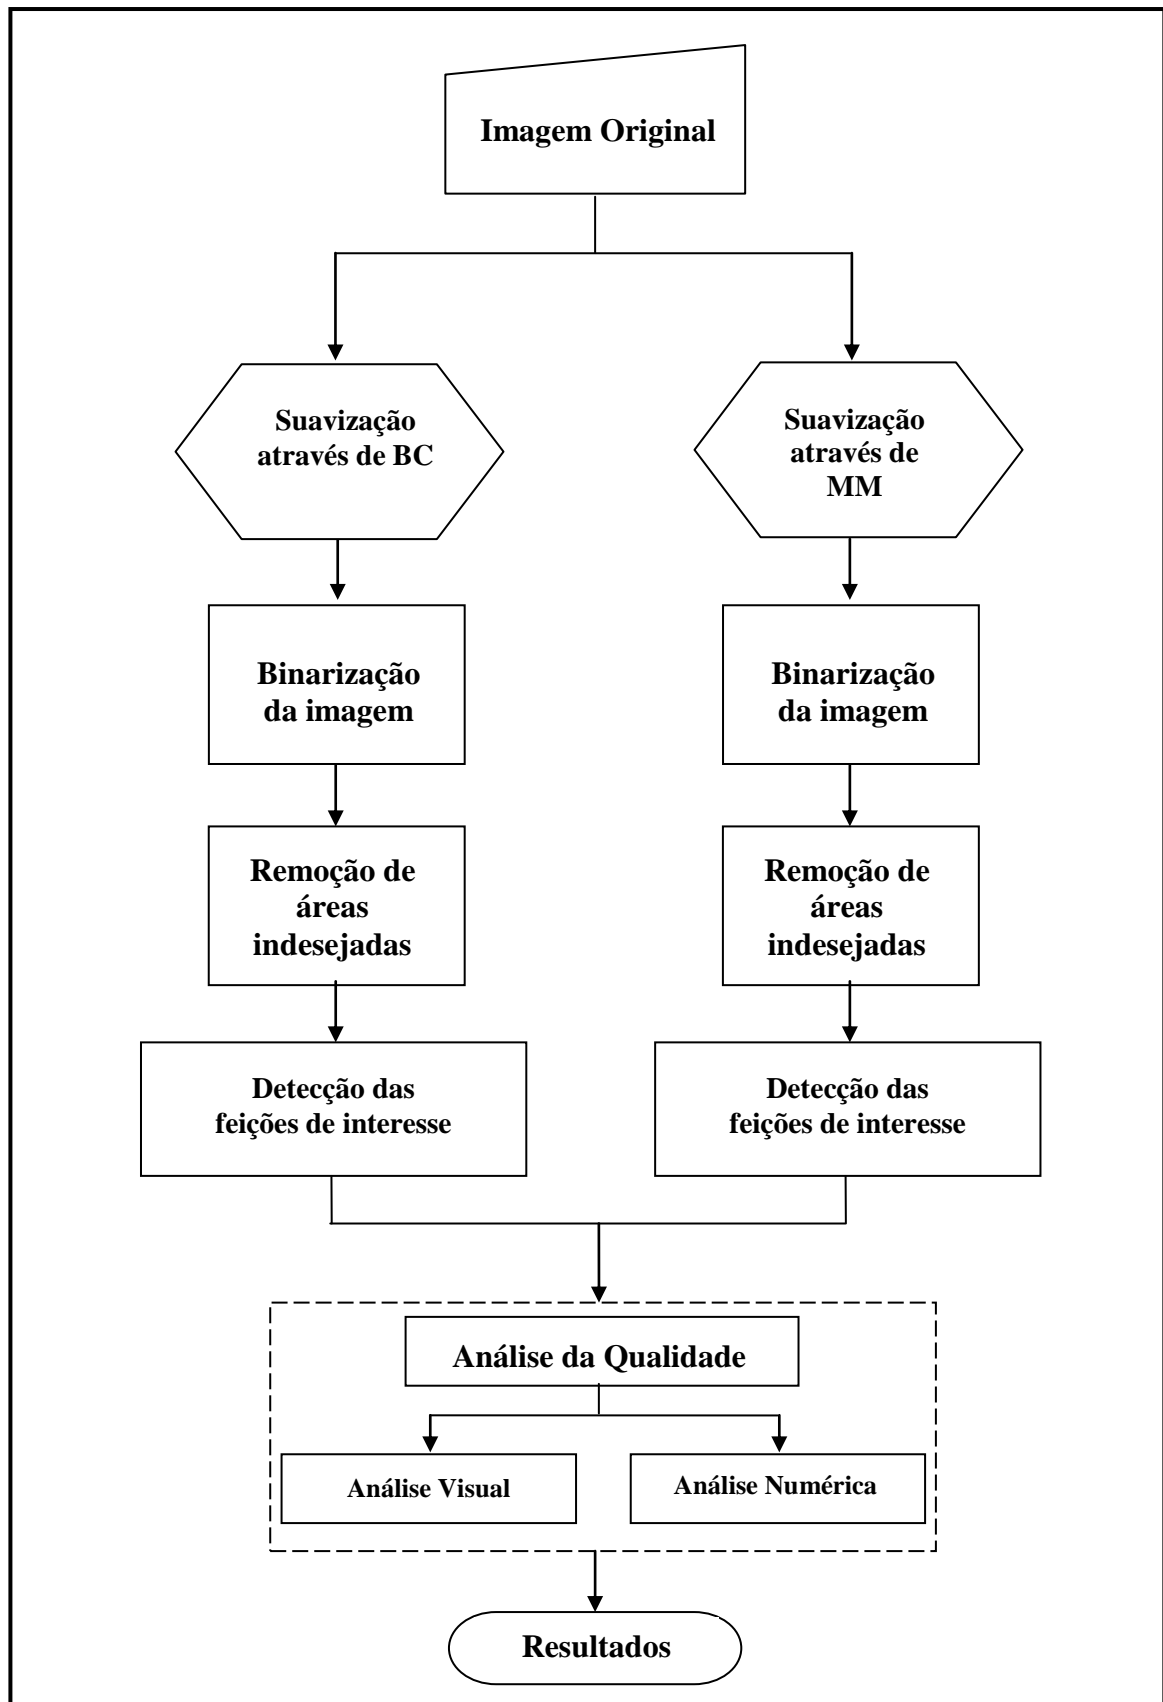 Imagem Original
Suavização
através de BC
Suavização
através de
MM
Binarização
da imagem
Binarização
da imagem
Remoção de
áreas
indesejadas
Remoção de
áreas
indesejadas
Detecção das
feições de interesse
Detecção das
feições de interesse
Análise da Qualidade
Análise Visual
Análise Numérica
Resultados